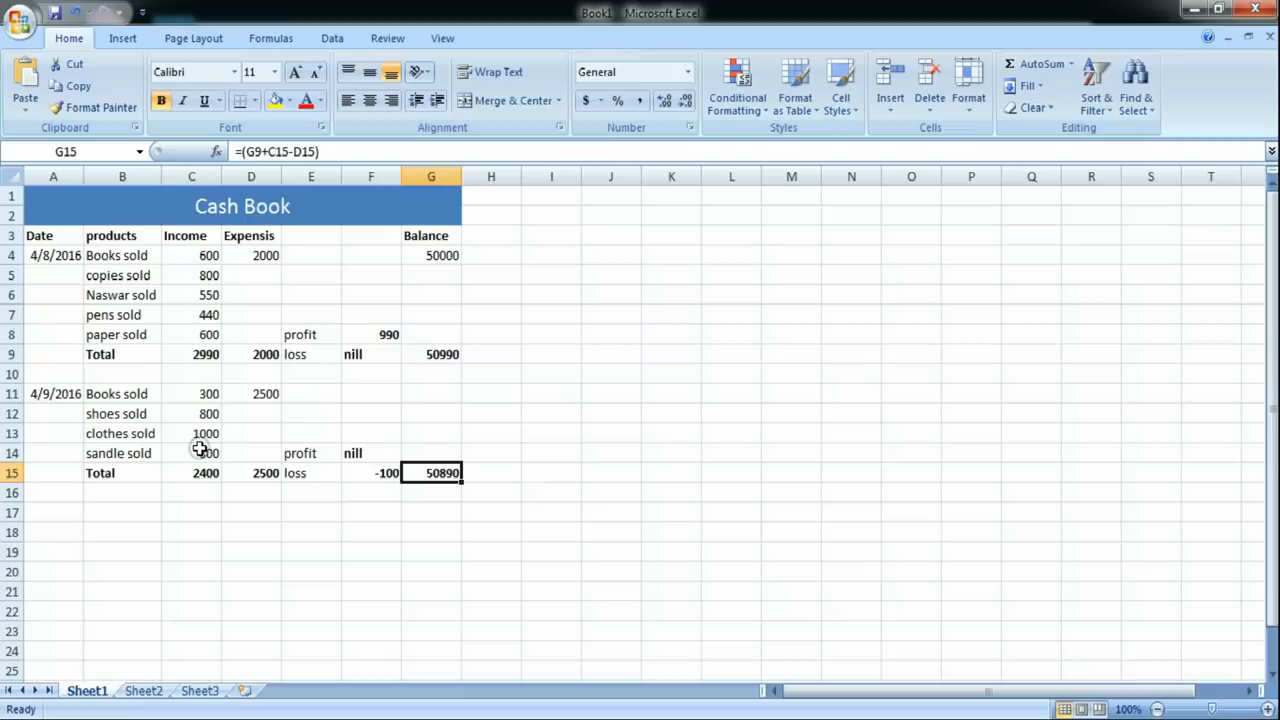 Book1 - Microsoft Excel
Home Insert Page Layout Formulas Data Review View
Paste Cut Copy Format Painter Clipboard
Calibri 11 B I U A Font
Wrap Text Merge & Center Alignment
General $ % , Number
Conditional Formatting Format as Table Cell Styles Styles
Insert Delete Format Cells
AutoSum Fill Clear Sort & Filter Find & Select Editing
G15 fx =(G9+C15-D15)
A B C D E F G H I J K L M N O P Q R S T
1 Cash Book
2
3 Date products Income Expensis Balance
4 4/8/2016 Books sold 600 2000 50000
5 copies sold 800
6 Naswar sold 550
7 pens sold 440
8 paper sold 600 profit 990
9 Total 2990 2000 loss nill 50990
10
11 4/9/2016 Books sold 300 2500
12 shoes sold 800
13 clothes sold 1000
14 sandle sold profit nill
15 Total 2400 2500 loss -100 50890
16
17
18
19
20
21
22
23
24
25
Sheet1 Sheet2 Sheet3
Ready 100%